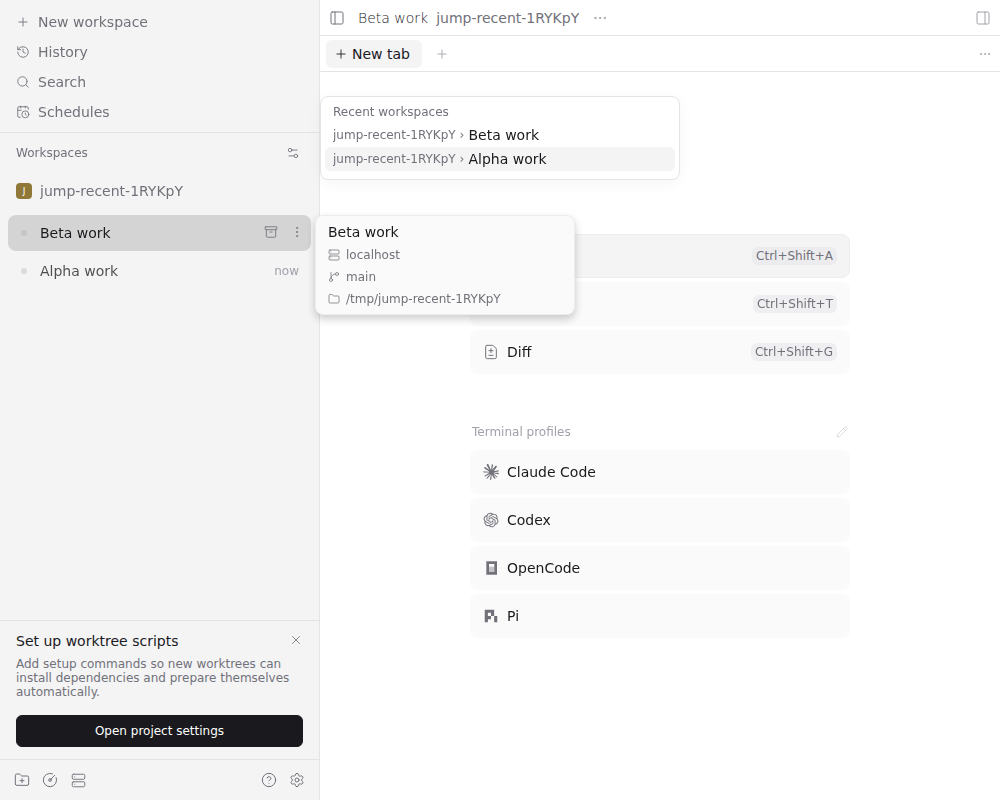 New workspace
History
Search
Schedules
Workspaces
J jump-recent-1RYKpY
Beta work
Alpha work now
Set up worktree scripts
Add setup commands so new worktrees can
install dependencies and prepare themselves
automatically.
Open project settings
Beta work jump-recent-1RYKpY
New tab
Recent workspaces
jump-recent-1RYKpY › Beta work
jump-recent-1RYKpY › Alpha work
Beta work
localhost
main
/tmp/jump-recent-1RYKpY
Ctrl+Shift+A
Ctrl+Shift+T
Diff Ctrl+Shift+G
Terminal profiles
Claude Code
Codex
OpenCode
Pi